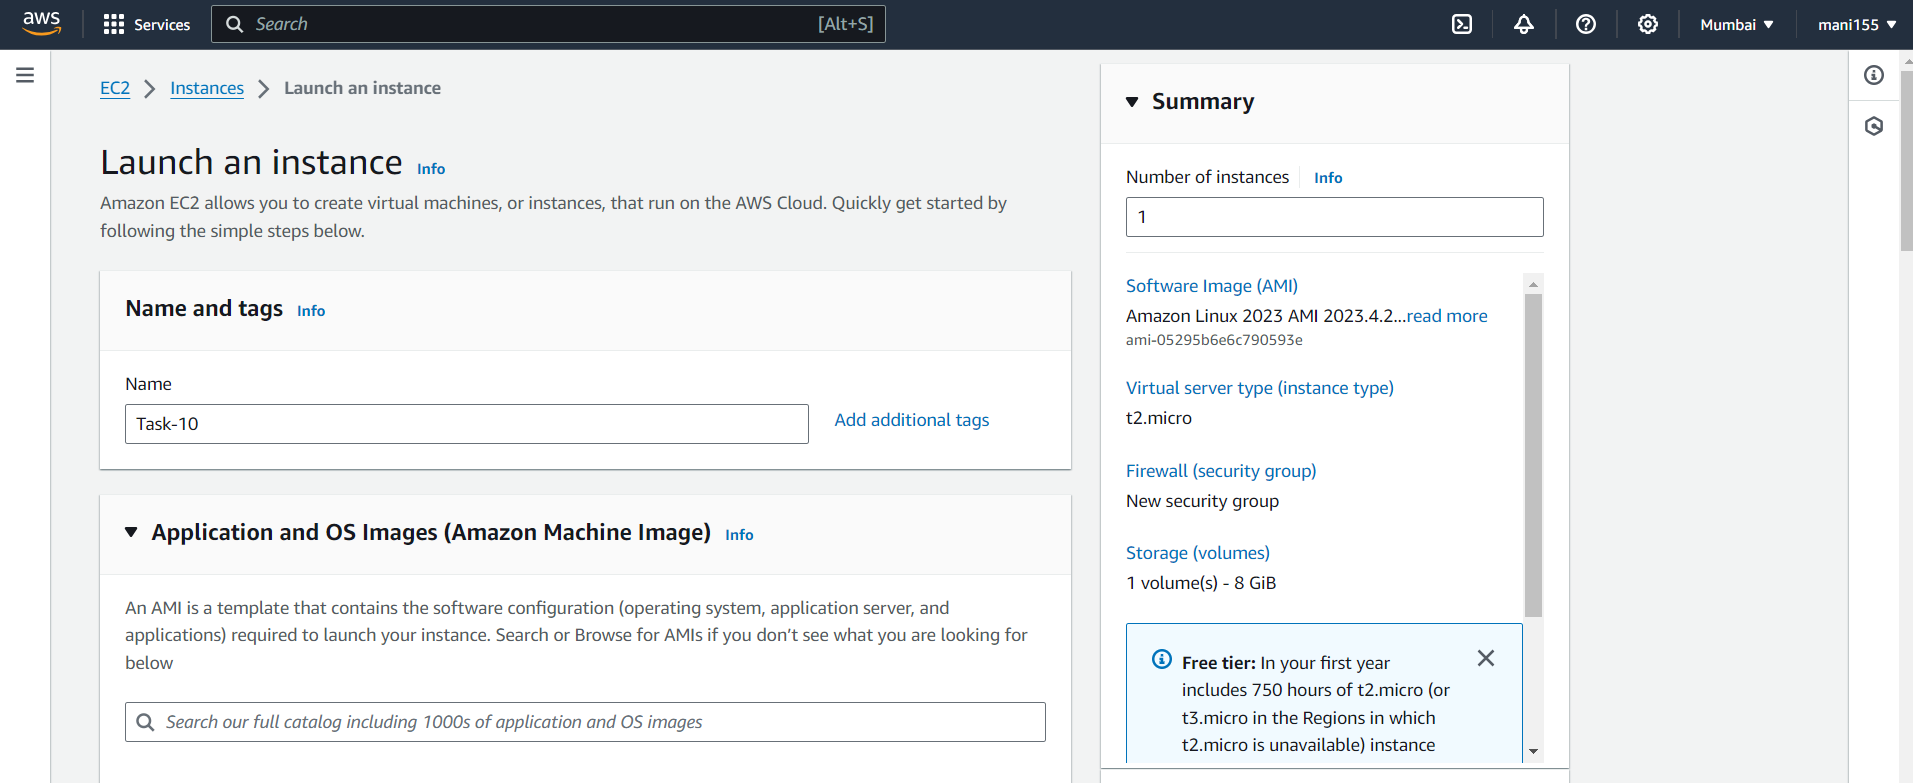 aws
Services
Search [Alt+S]
Mumbai
mani155
EC2
Instances
Launch an instance
Launch an instance Info
Amazon EC2 allows you to create virtual machines, or instances, that run on the AWS Cloud. Quickly get started by
following the simple steps below.
Name and tags Info
Name
Task-10
Add additional tags
Application and OS Images (Amazon Machine Image) Info
An AMI is a template that contains the software configuration (operating system, application server, and
applications) required to launch your instance. Search or Browse for AMIs if you don’t see what you are looking for
below
Search our full catalog including 1000s of application and OS images
Summary
Number of instances Info
1
Software Image (AMI)
Amazon Linux 2023 AMI 2023.4.2...read more
ami-05295b6e6c790593e
Virtual server type (instance type)
t2.micro
Firewall (security group)
New security group
Storage (volumes)
1 volume(s) - 8 GiB
Free tier: In your first year
includes 750 hours of t2.micro (or
t3.micro in the Regions in which
t2.micro is unavailable) instance